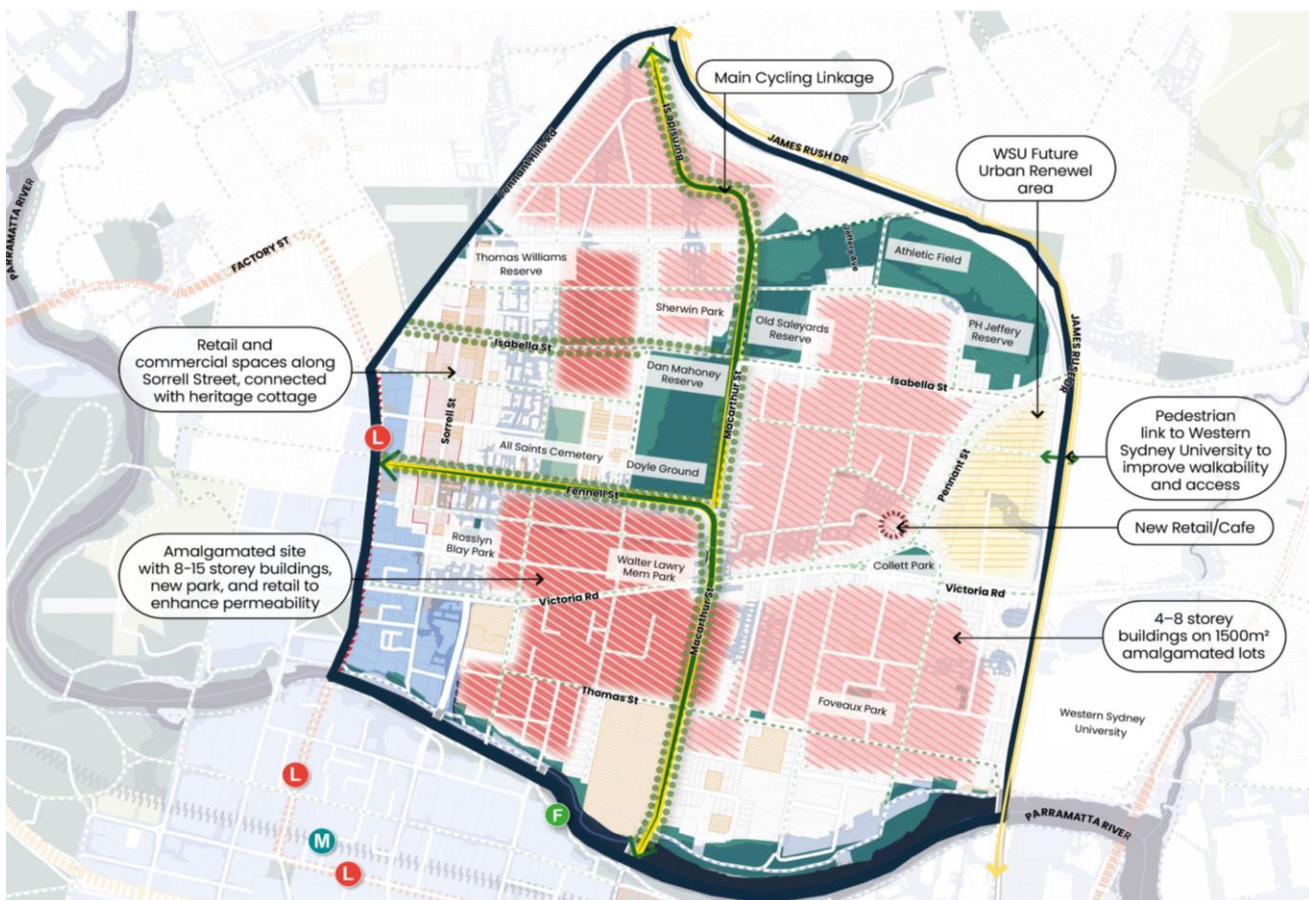 Main Cycling Linkage
JAMES RUSH DR
WSU Future
Urban Renewel
area
Burnside St
Pennant Hills Rd
PARRAMATTA RIVER
FACTORY ST
Thomas Williams
Reserve
Jeffery Ave
Athletic Field
Sherwin Park
Old Saleyards
Reserve
PH Jeffery
Reserve
JAMES RUSE DR
Retail and
commercial spaces along
Sorrell Street, connected
with heritage cottage
Isabella St
Dan Mahoney
Reserve
Macarthur St
Isabella St
L
Sorrell St
All Saints Cemetery
Doyle Ground
Pennant St
Pedestrian
link to Western
Sydney University to
improve walkability
and access
Fennell St
New Retail/Cafe
Amalgamated site
with 8-15 storey buildings,
new park, and retail to
enhance permeability
Rosslyn
Blay Park
Walter Lawry
Mem Park
Collett Park
Victoria Rd
Victoria Rd
Macarthur St
4–8 storey
buildings on 1500m²
amalgamated lots
Thomas St
Foveaux Park
Western Sydney
University
L
F
M
L
PARRAMATTA RIVER